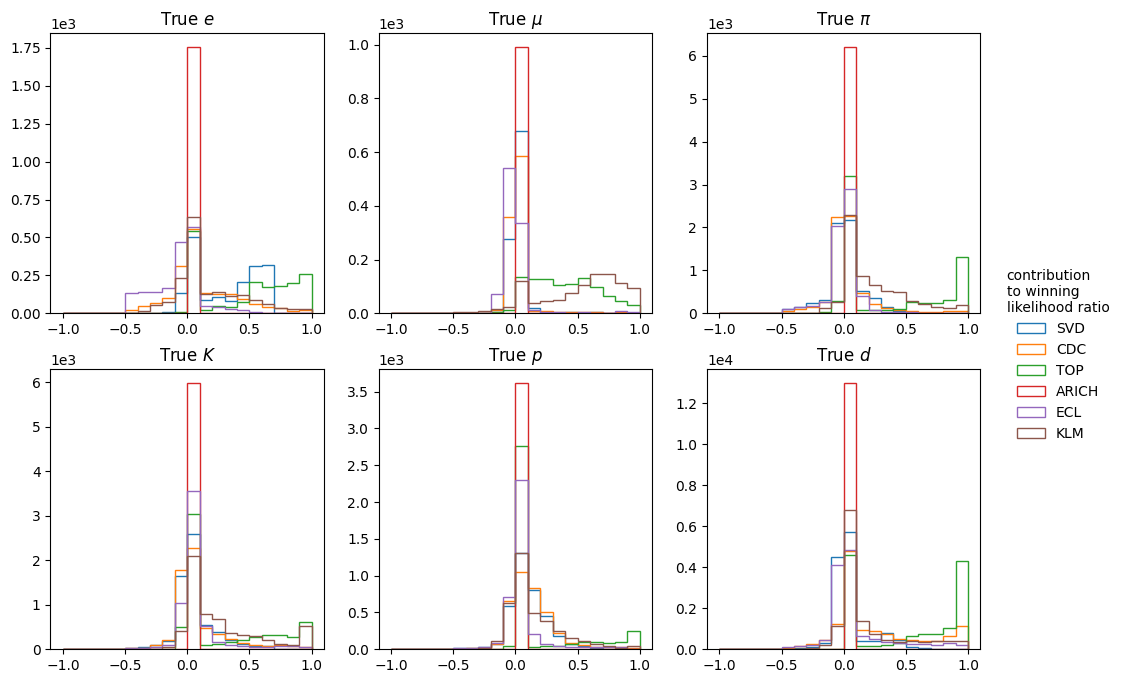 True e
1e3
1.75
1.50
1.25
1.00
0.75
0.50
0.25
0.00
−1.0 −0.5 0.0 0.5 1.0
True μ
1e3
1.0
0.8
0.6
0.4
0.2
0.0
−1.0 −0.5 0.0 0.5 1.0
True π
1e3
6
5
4
3
2
1
0
−1.0 −0.5 0.0 0.5 1.0
True K
1e3
6
5
4
3
2
1
0
−1.0 −0.5 0.0 0.5 1.0
True p
1e3
3.5
3.0
2.5
2.0
1.5
1.0
0.5
0.0
−1.0 −0.5 0.0 0.5 1.0
True d
1e4
1.2
1.0
0.8
0.6
0.4
0.2
0.0
−1.0 −0.5 0.0 0.5 1.0
contribution
to winning
likelihood ratio
SVD
CDC
TOP
ARICH
ECL
KLM